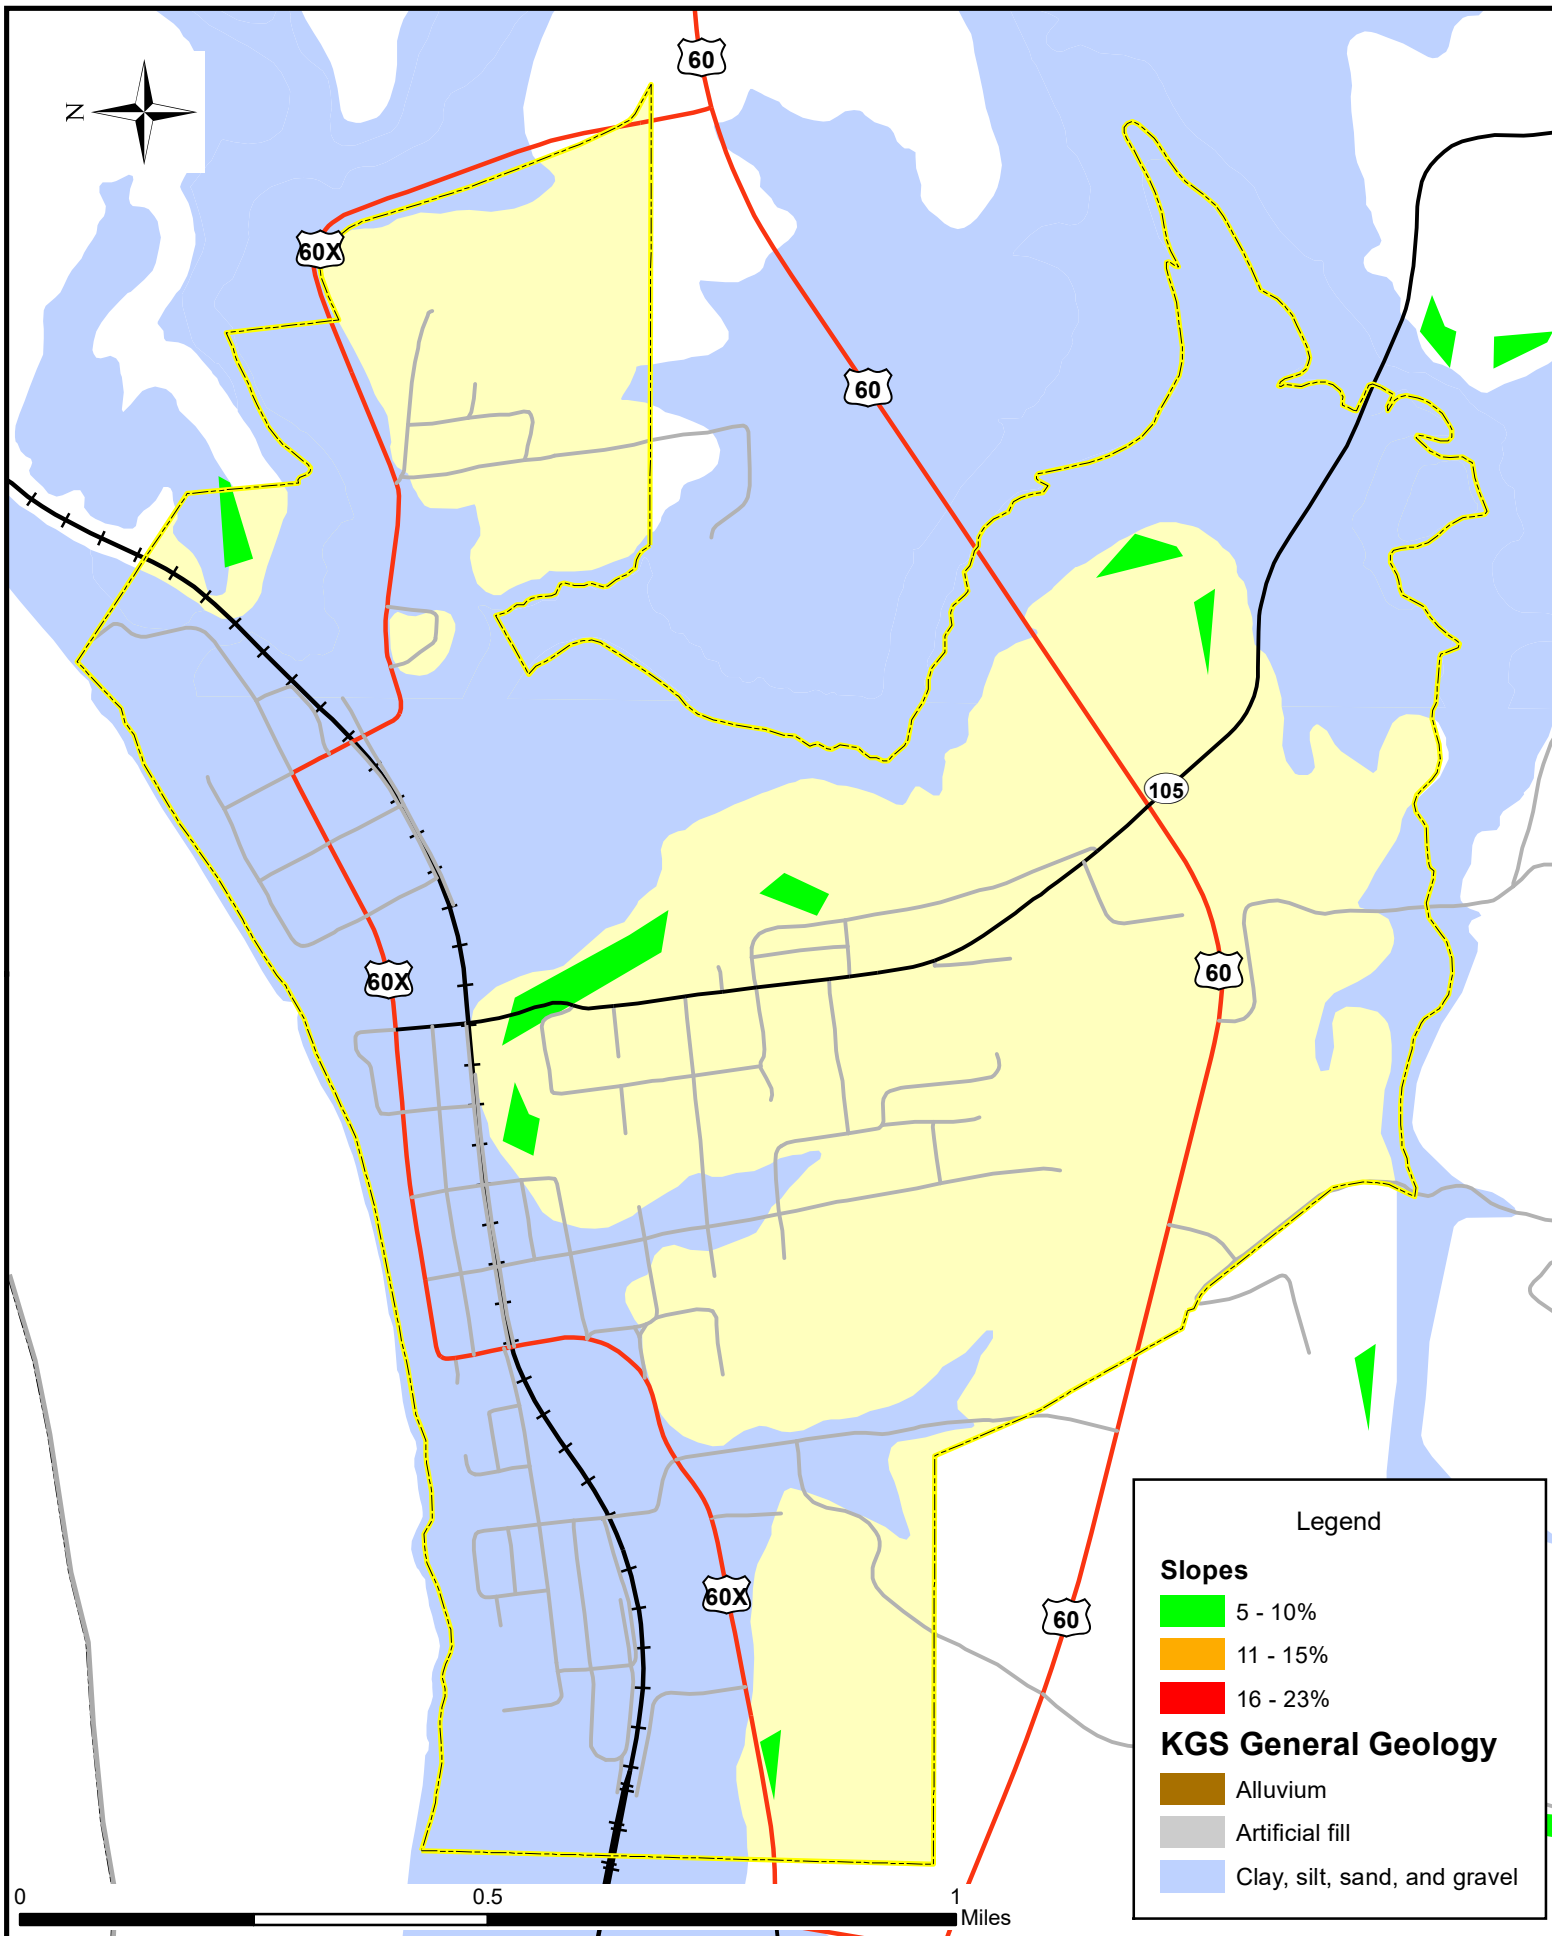 60
N
60X
60
105
60X
60
60X
60
Legend
Slopes
5 - 10%
11 - 15%
16 - 23%
KGS General Geology
Alluvium
Artificial fill
Clay, silt, sand, and gravel
0 0.5 1
Miles